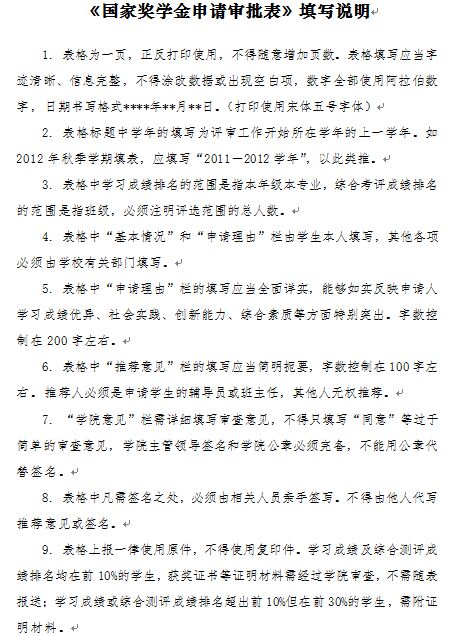 《国家奖学金申请审批表》填写说明
1. 表格为一页，正反打印使用，不得随意增加页数。表格填写应当字
迹清晰、信息完整，不得涂改数据或出现空白项，数字全部使用阿拉伯数
字，日期书写格式****年**月**日。（打印使用宋体五号字体）
2. 表格标题中学年的填写为评审工作开始所在学年的上一学年。如
2012年秋季学期填表，应填写“2011－2012学年”，以此类推。
3. 表格中学习成绩排名的范围是指本年级本专业，综合考评成绩排名
的范围是指班级，必须注明评选范围的总人数。
4. 表格中“基本情况”和“申请理由”栏由学生本人填写，其他各项
必须由学校有关部门填写。
5. 表格中“申请理由”栏的填写应当全面详实，能够如实反映申请人
学习成绩优异、社会实践、创新能力、综合素质等方面特别突出。字数控
制在200字左右。
6. 表格中“推荐意见”栏的填写应当简明扼要，字数控制在100字左
右。推荐人必须是申请学生的辅导员或班主任，其他人无权推荐。
7. “学院意见”栏需详细填写审查意见，不得只填写“同意”等过于
简单的审查意见，学院主管领导签名和学院公章必须完备，不能用公章代
替签名。
8. 表格中凡需签名之处，必须由相关人员亲手签写。不得由他人代写
推荐意见或签名。
9. 表格上报一律使用原件，不得使用复印件。学习成绩及综合测评成
绩排名均在前10%的学生，获奖证书等证明材料需经过学院审查，不需随表
报送；学习成绩或综合测评成绩排名超出前10%但在前30%的学生，需附证
明材料。